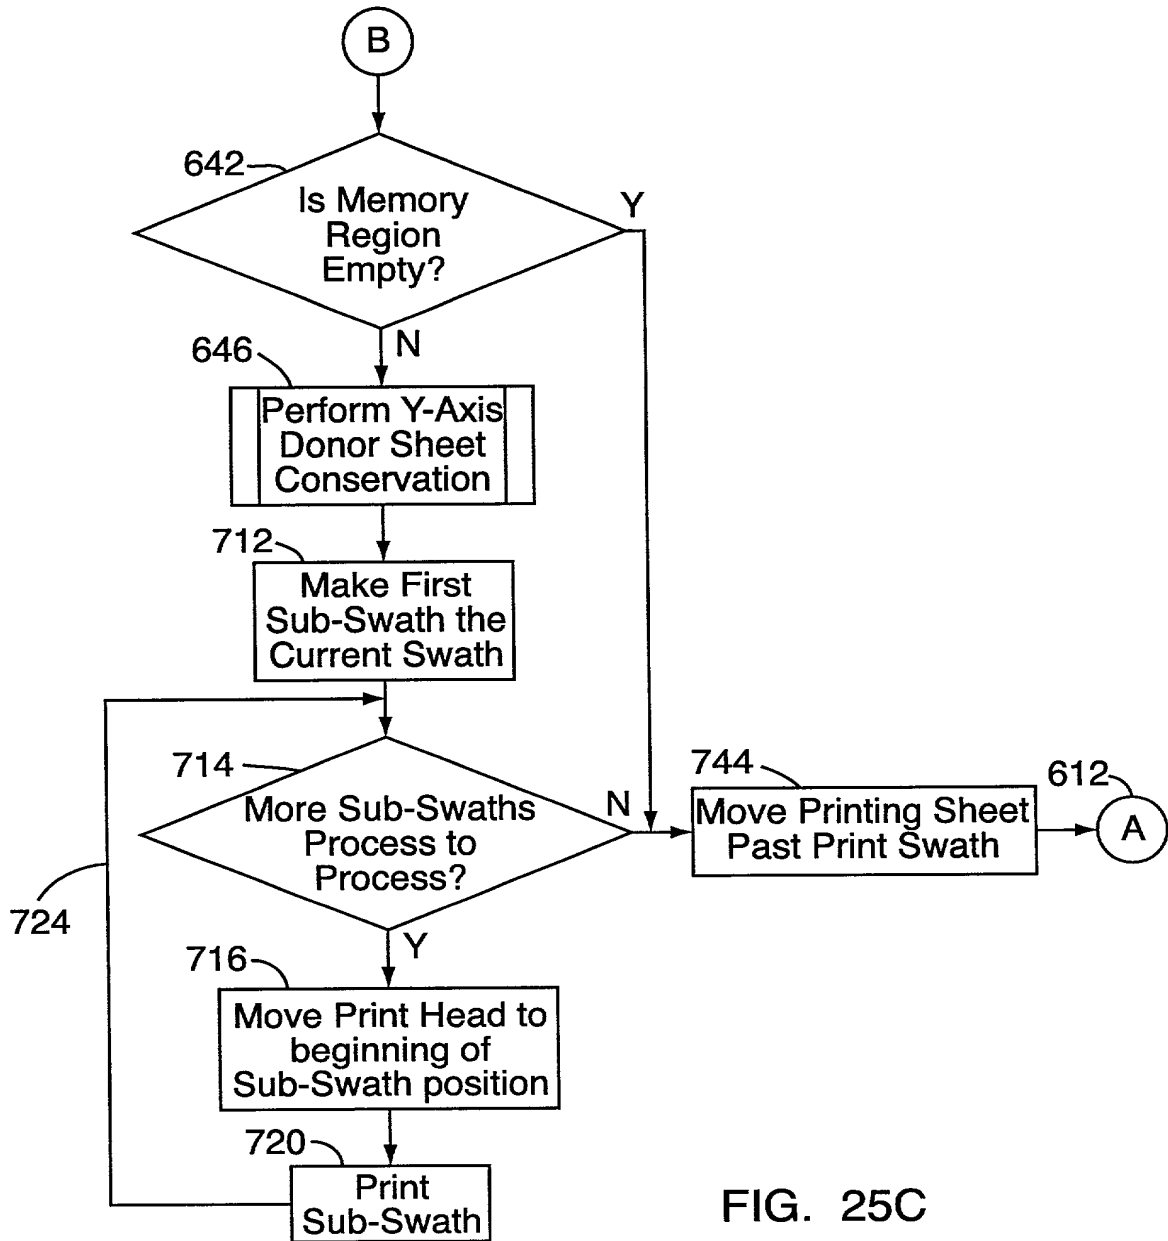 B
642
Is Memory
Region
Empty?
Y
N
646
Perform Y-Axis
Donor Sheet
Conservation
712
Make First
Sub-Swath the
Current Swath
714
More Sub-Swaths
Process to
Process?
N
744
Move Printing Sheet
Past Print Swath
612
A
724
Y
716
Move Print Head to
beginning of
Sub-Swath position
720
Print
Sub-Swath
FIG. 25C